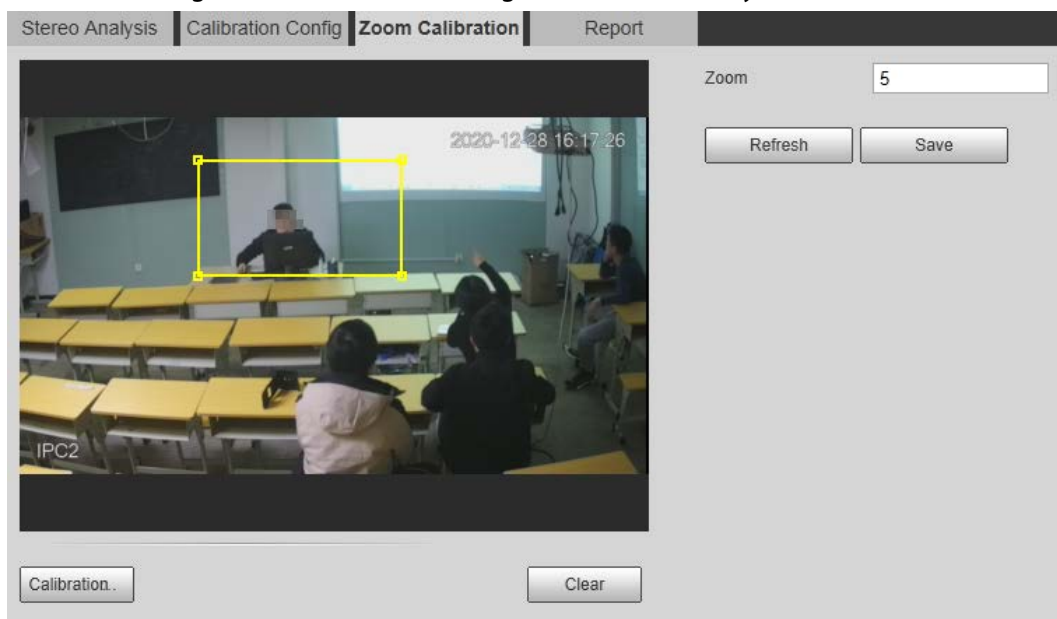 Stereo Analysis Calibration Config Zoom Calibration Report
Zoom 5
2020-12-28 16:17:26
Refresh Save
IPC2
Calibration..
Clear